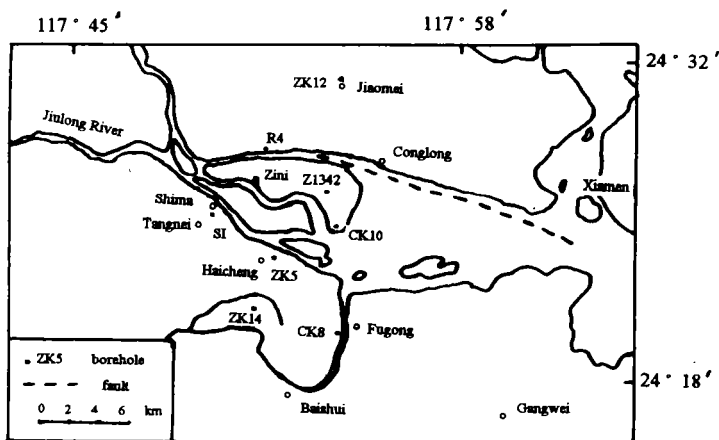 117° 45′
117° 58′
24° 32′
ZK12
Jiaomei
Jiulong River
R4
Conglong
Zini
Z1342
Xiamen
Shima
Tangnei
SI
CK10
Haicheng
ZK5
ZK14
CK8
Fugong
ZK5 borehole
fault
0 2 4 6 km
24° 18′
Baishui
Gangwei